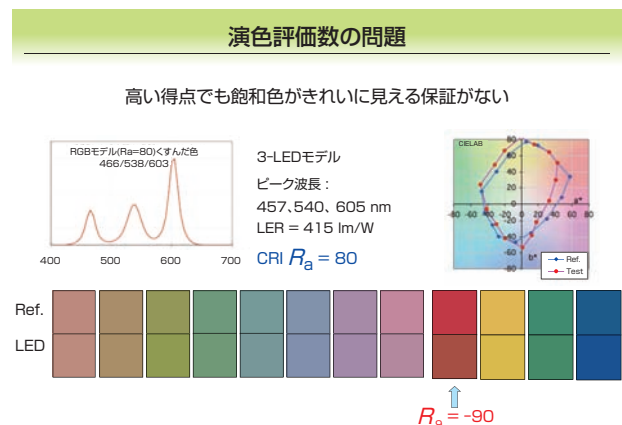 演色評価数の問題
高い得点でも飽和色がきれいに見える保証がない
RGBモデル(Ra=80)くすんだ色
466/538/603
400 500 600 700
3-LEDモデル
ピーク波長：
457、540、605 nm
LER = 415 lm/W
CRI Ra = 80
CIELAB
80
60
40
20
0
-80 -60 -40 -20 0 20 40 60 80
a*
-20
-40
-60
-80
b*
Ref.
Test
Ref.
LED
R9 = -90